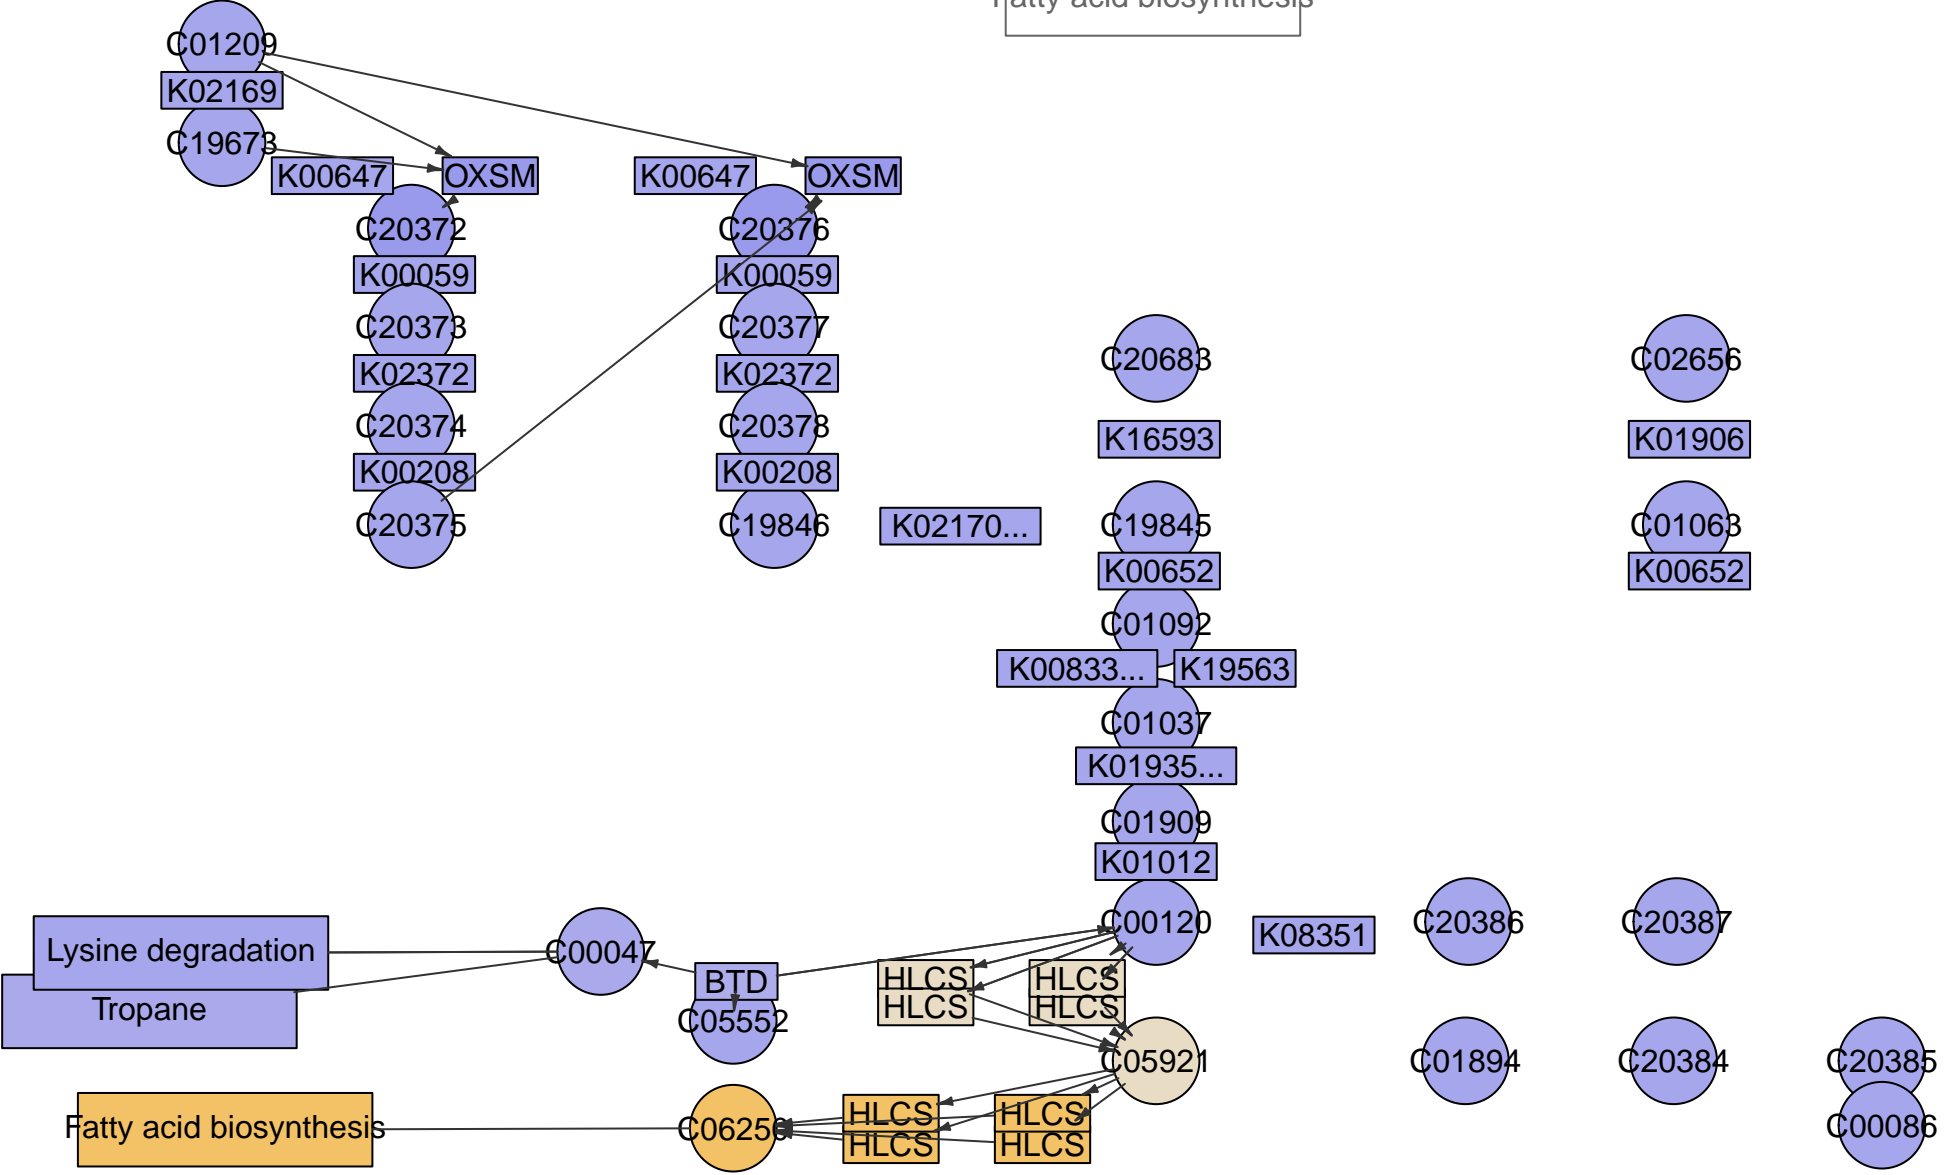 Fatty acid biosynthesis
C01209
K02169
C19673
K00647
OXSM
K00647
OXSM
C20372
C20376
K00059
K00059
C20373
C20377
C20683
C02656
K02372
K02372
C20374
C20378
K16593
K01906
K00208
K00208
C20375
C19846
K02170...
C19845
C01063
K00652
K00652
C01092
K00833...
K19563
C01037
K01935...
C01909
K01012
C00120
K08351
C20386
C20387
Lysine degradation
C00047
BTD
HLCS
HLCS
Tropane
C05552
HLCS
HLCS
C05921
C01894
C20384
C20385
Fatty acid biosynthesis
C06250
HLCS
HLCS
HLCS
HLCS
C00086